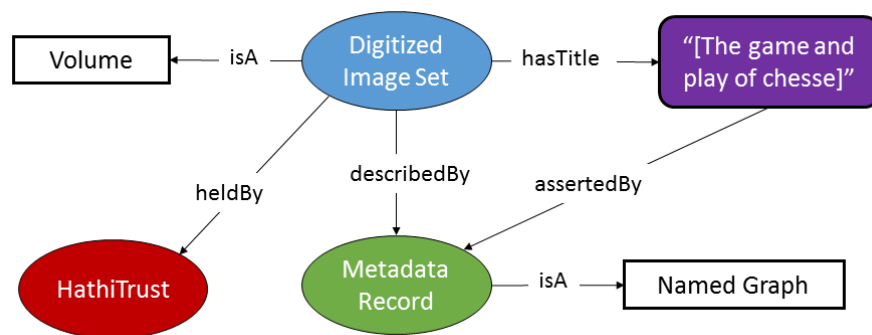 Volume
isA
Digitized
Image Set
hasTitle
“[The game and
play of chesse]”
heldBy
describedBy
assertedBy
HathiTrust
Metadata
Record
isA
Named Graph